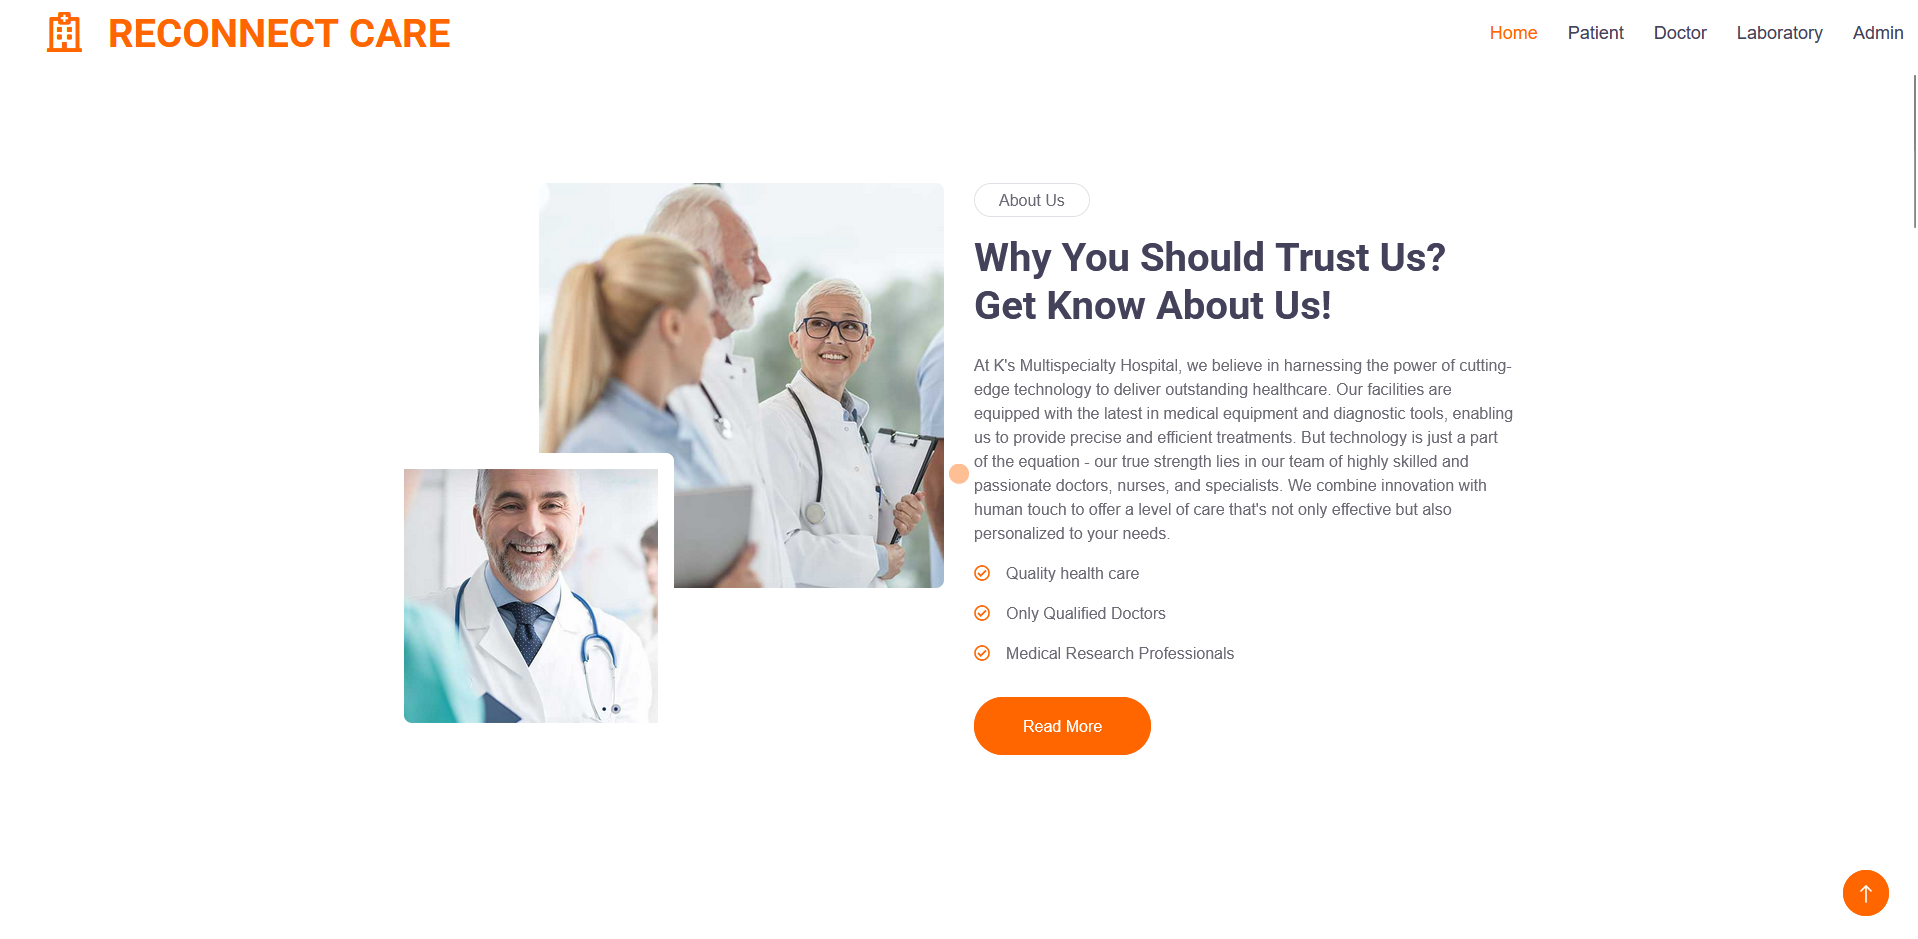 RECONNECT CARE
Home Patient Doctor Laboratory Admin
About Us
Why You Should Trust Us?
Get Know About Us!
At K's Multispecialty Hospital, we believe in harnessing the power of cutting-
edge technology to deliver outstanding healthcare. Our facilities are
equipped with the latest in medical equipment and diagnostic tools, enabling
us to provide precise and efficient treatments. But technology is just a part
of the equation - our true strength lies in our team of highly skilled and
passionate doctors, nurses, and specialists. We combine innovation with
human touch to offer a level of care that's not only effective but also
personalized to your needs.
Quality health care
Only Qualified Doctors
Medical Research Professionals
Read More